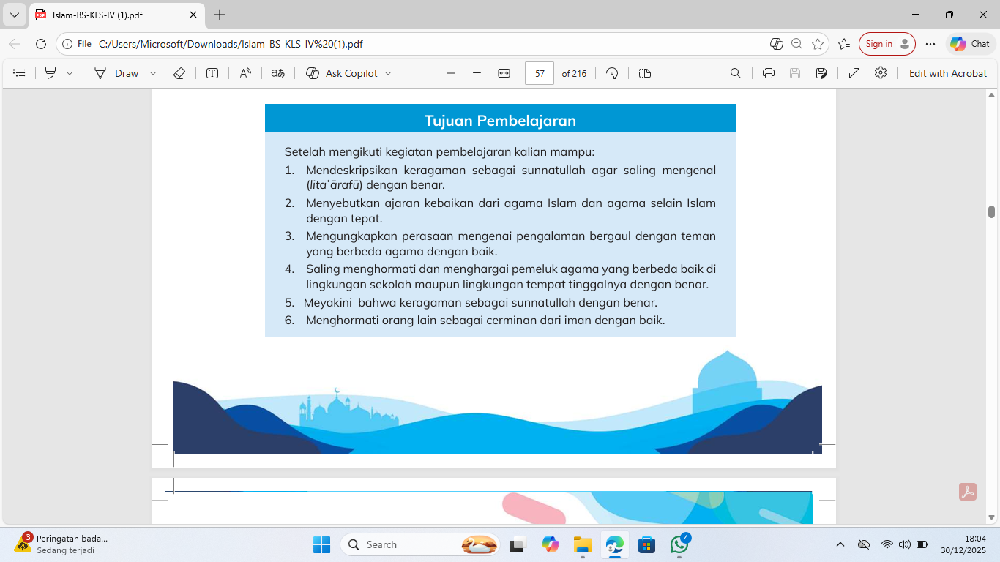 Islam-BS-KLS-IV (1).pdf
File C:/Users/Microsoft/Downloads/Islam-BS-KLS-IV%20(1).pdf
Sign in
Chat
Draw
Ask Copilot
57 of 216
Edit with Acrobat
Tujuan Pembelajaran
Setelah mengikuti kegiatan pembelajaran kalian mampu:
1. Mendeskripsikan keragaman sebagai sunnatullah agar saling mengenal
(litaʿārafū) dengan benar.
2. Menyebutkan ajaran kebaikan dari agama Islam dan agama selain Islam
dengan tepat.
3. Mengungkapkan perasaan mengenai pengalaman bergaul dengan teman
yang berbeda agama dengan baik.
4. Saling menghormati dan menghargai pemeluk agama yang berbeda baik di
lingkungan sekolah maupun lingkungan tempat tinggalnya dengan benar.
5. Meyakini bahwa keragaman sebagai sunnatullah dengan benar.
6. Menghormati orang lain sebagai cerminan dari iman dengan baik.
3
Peringatan bada...
Sedang terjadi
Search
4
18:04
30/12/2025